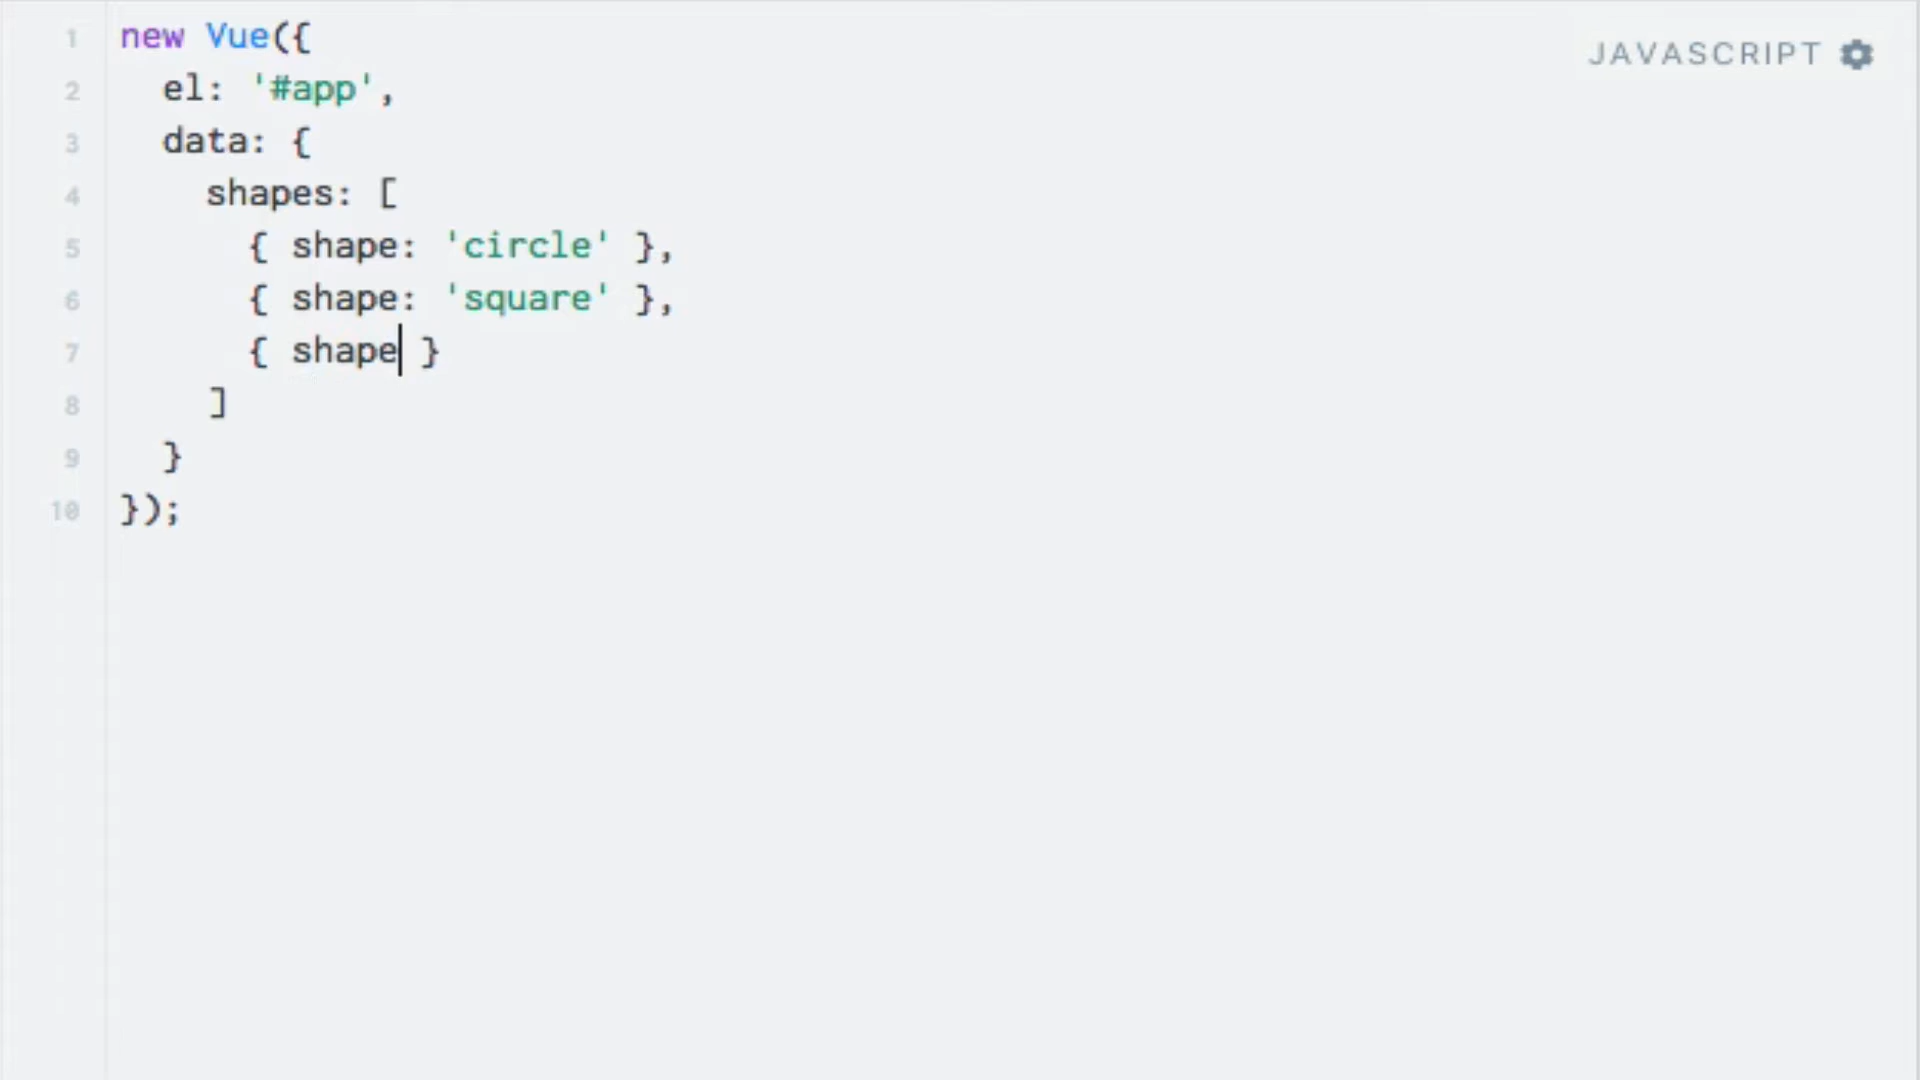 JAVASCRIPT
1 new Vue({
2   el: '#app',
3   data: {
4     shapes: [
5       { shape: 'circle' },
6       { shape: 'square' },
7       { shape }
8     ]
9   }
10 });